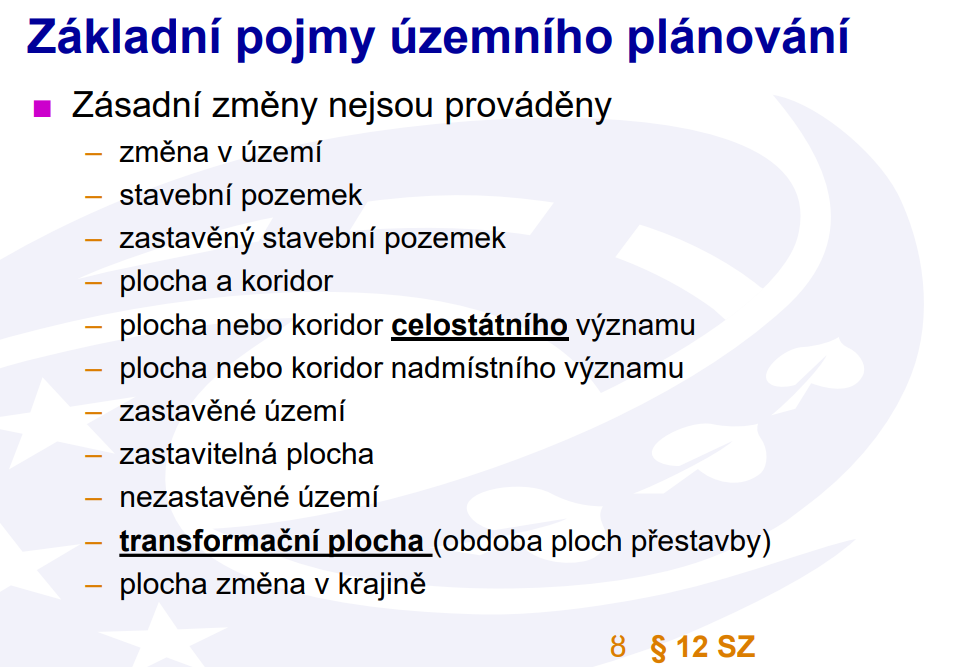 Základní pojmy územního plánování
■ Zásadní změny nejsou prováděny
– změna v území
– stavební pozemek
– zastavěný stavební pozemek
– plocha a koridor
– plocha nebo koridor celostátního významu
– plocha nebo koridor nadmístního významu
– zastavěné území
– zastavitelná plocha
– nezastavěné území
– transformační plocha (obdoba ploch přestavby)
– plocha změna v krajině
8 § 12 SZ